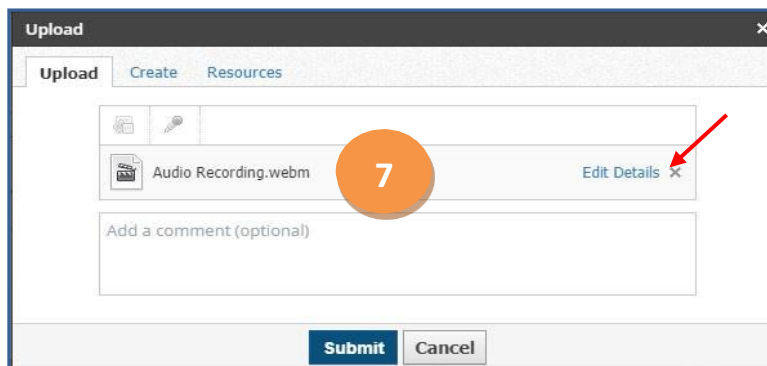 Upload
Upload Create Resources
Audio Recording.webm 7 Edit Details
Add a comment (optional)
Submit Cancel